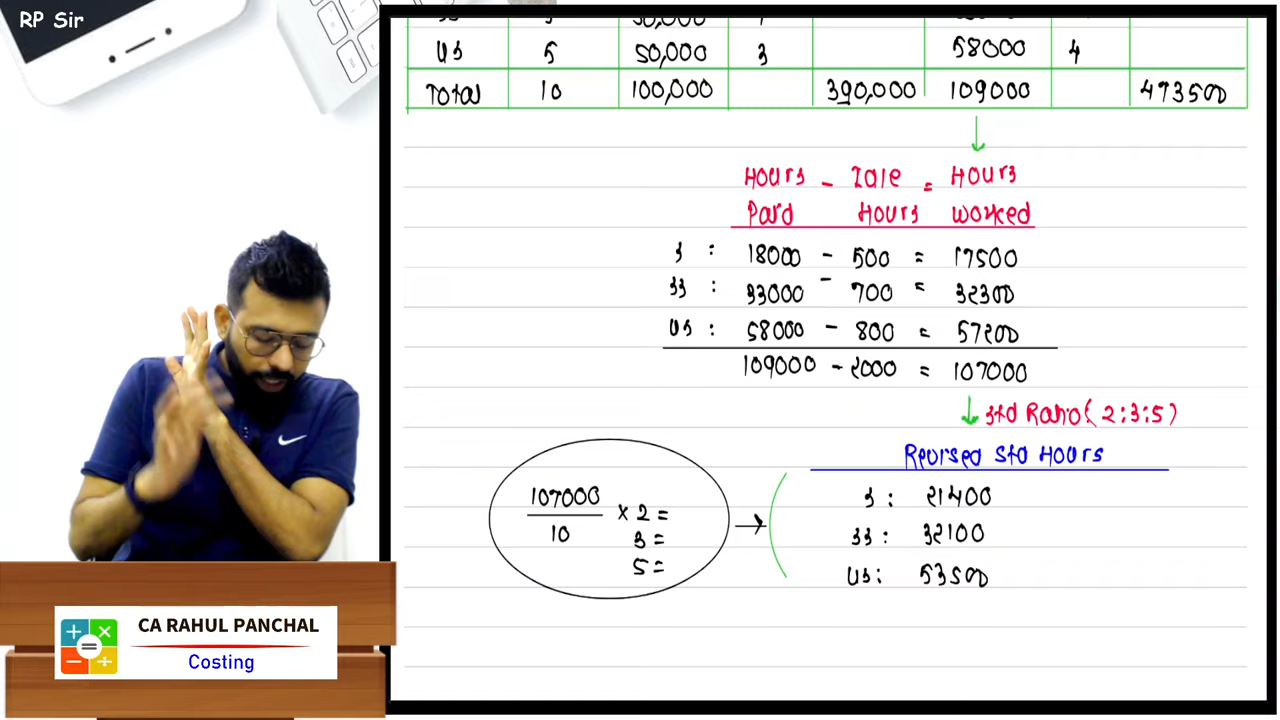 RP Sir
US 5 50,000 3 58000 4
Total 10 100,000 390,000 109000 473500
Hours Paid - Idle Hours = Hours worked
S : 18000 - 500 = 17500
SS : 33000 - 700 = 32300
US : 58000 - 800 = 57200
109000 - 2000 = 107000
Std Ratio (2:3:5)
Revised Std Hours
107000
10
× 2 =
3 =
5 =
S : 21400
SS : 32100
US : 53500
CA RAHUL PANCHAL
Costing